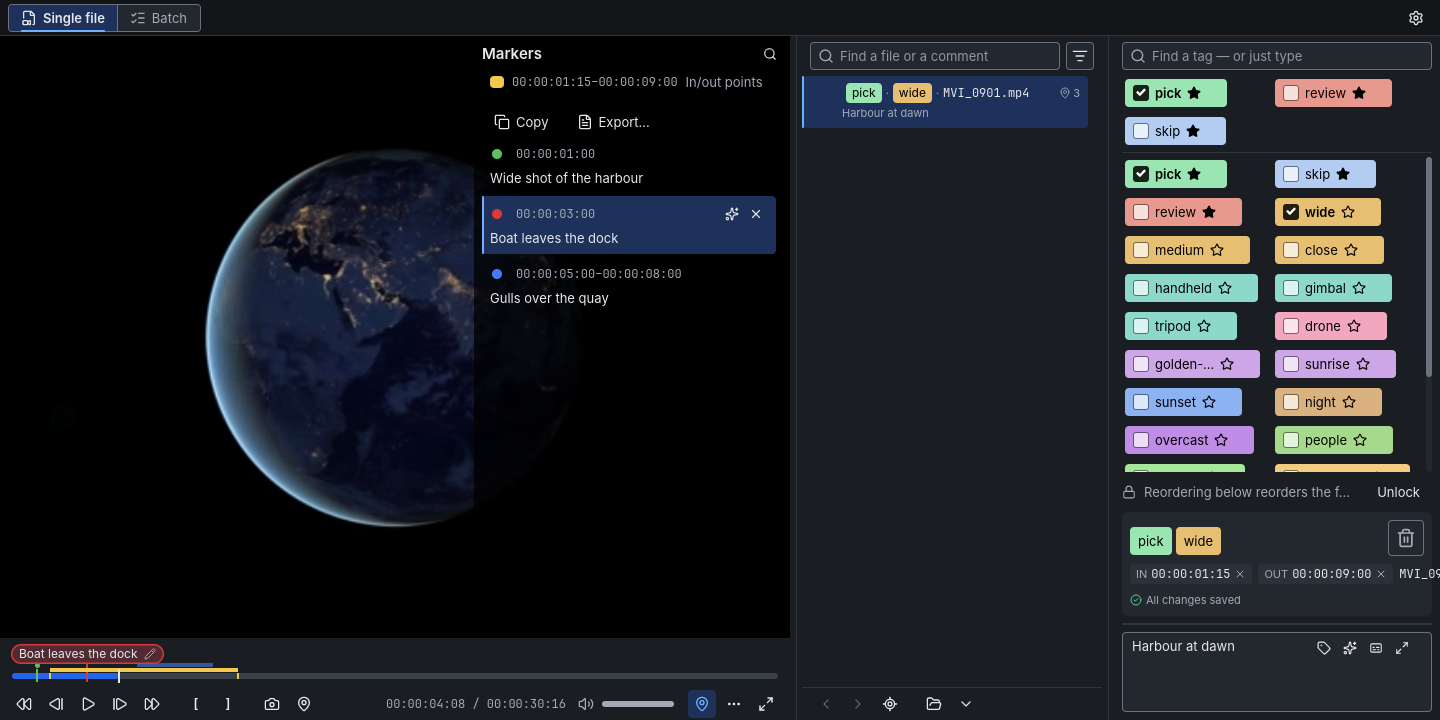 Single file
Batch
Markers
00:00:01:15–00:00:09:00 In/out points
Copy
Export...
00:00:01:00
Wide shot of the harbour
00:00:03:00
Boat leaves the dock
00:00:05:00–00:00:08:00
Gulls over the quay
Boat leaves the dock
[ ]
00:00:04:08 / 00:00:30:16
Find a file or a comment
pick · wide · MVI_0901.mp4
3
Harbour at dawn
Find a tag — or just type
pick
review
skip
pick
skip
review
wide
medium
close
handheld
gimbal
tripod
drone
golden-...
sunrise
sunset
night
overcast
people
Reordering below reorders the f...
Unlock
pick
wide
IN 00:00:01:15
OUT 00:00:09:00
MVI_09
All changes saved
Harbour at dawn